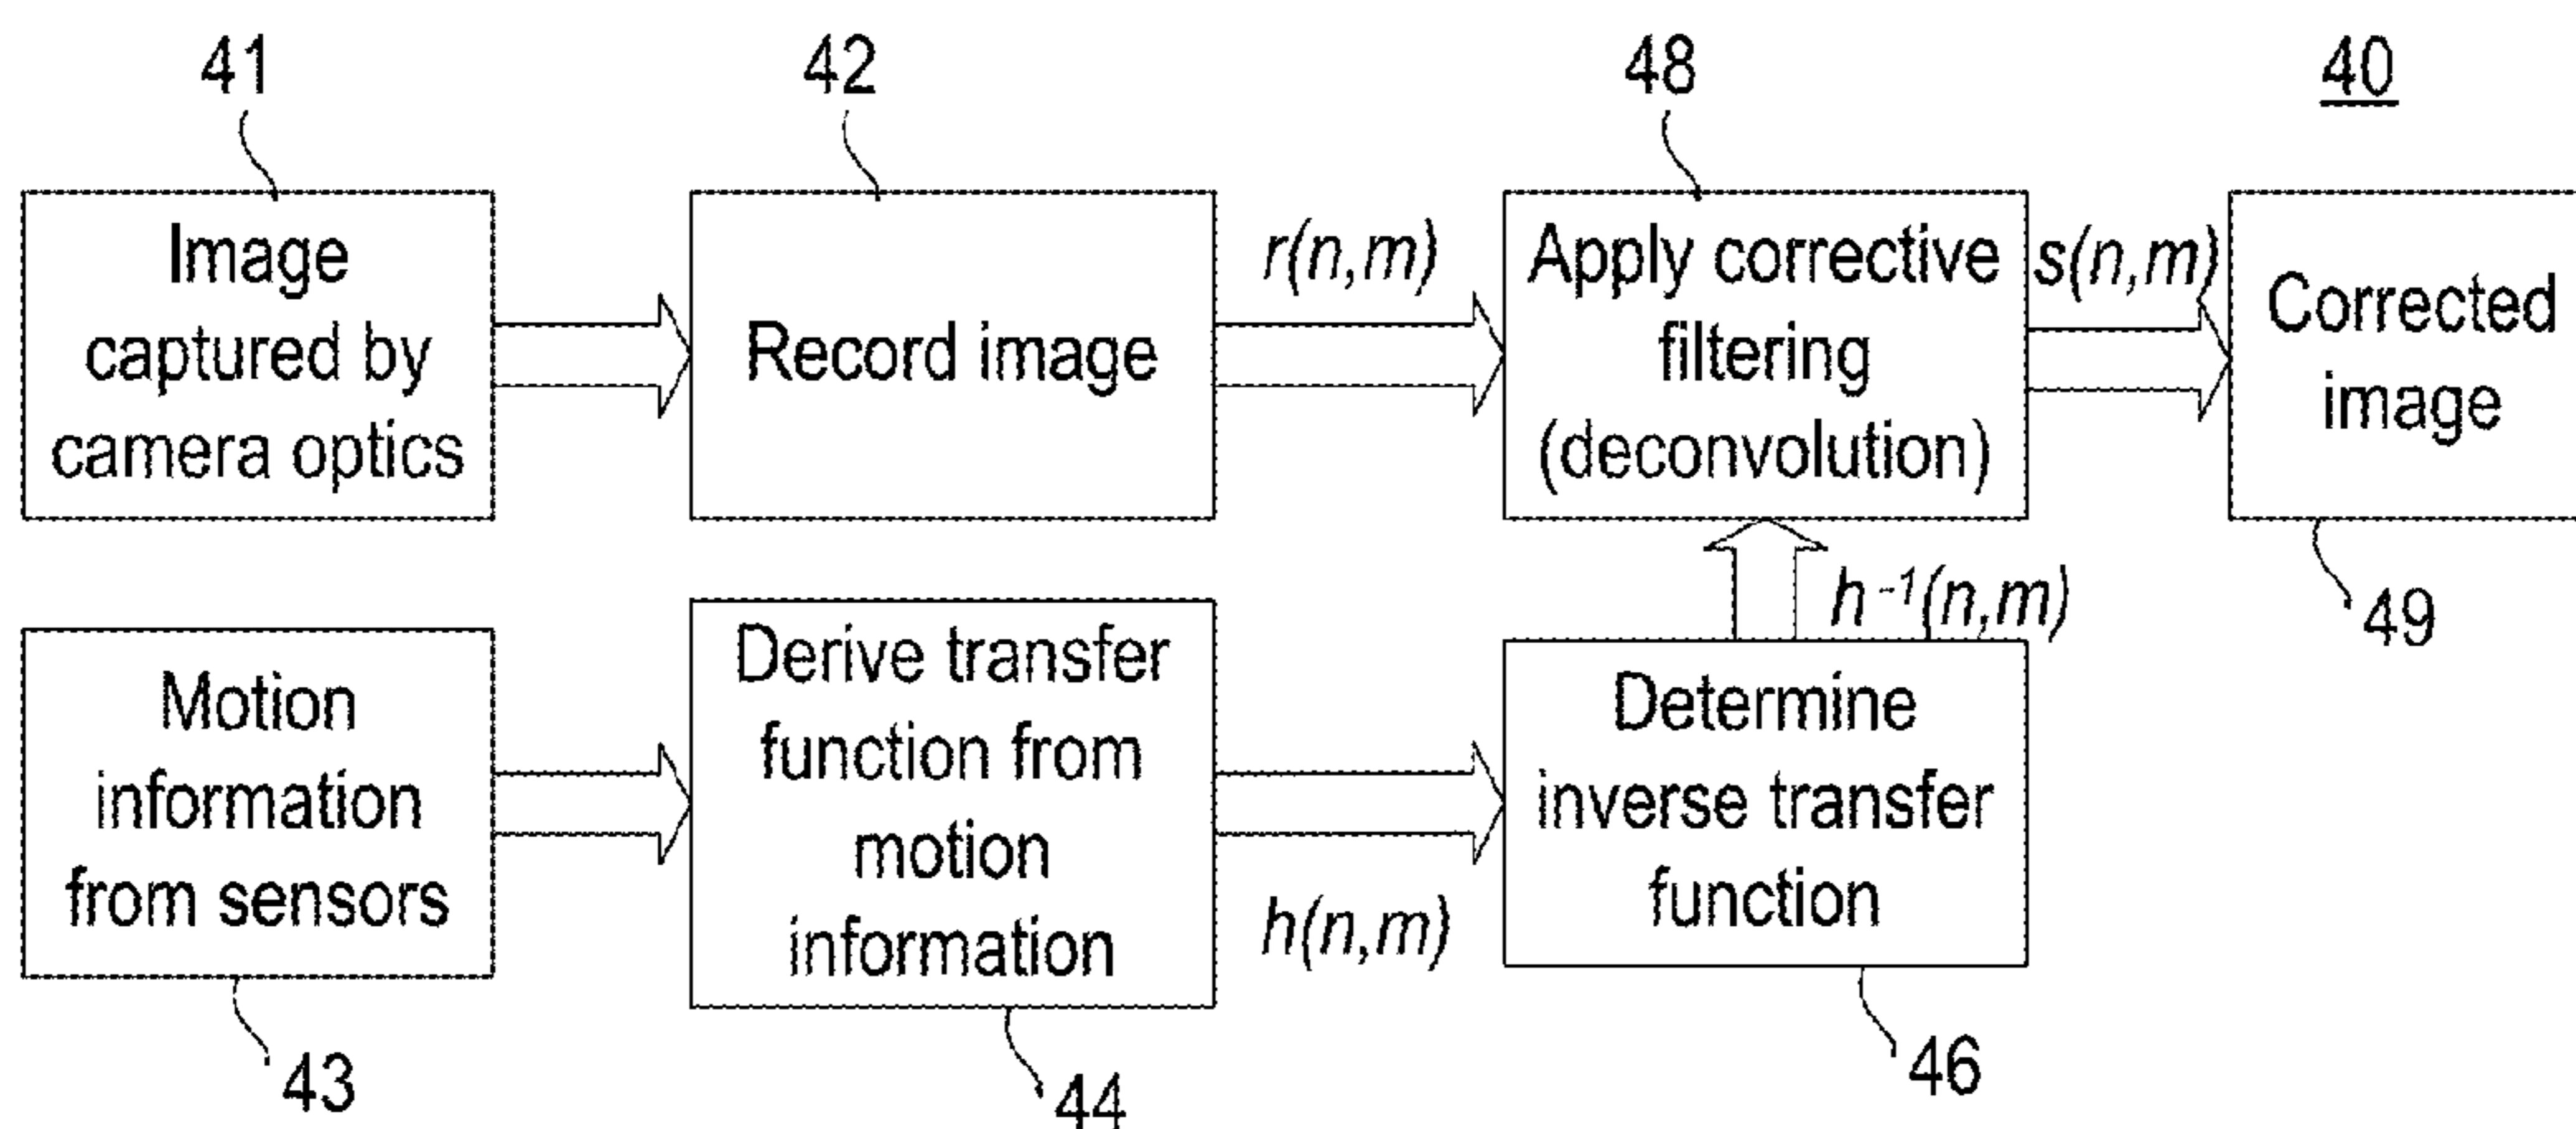 41
42
48
40
Image
captured by
camera optics
Record image
r(n,m)
Apply corrective
filtering
(deconvolution)
s(n,m)
Corrected
image
49
Motion
information
from sensors
43
Derive transfer
function from
motion
information
44
h(n,m)
Determine
inverse transfer
function
46
h⁻¹(n,m)